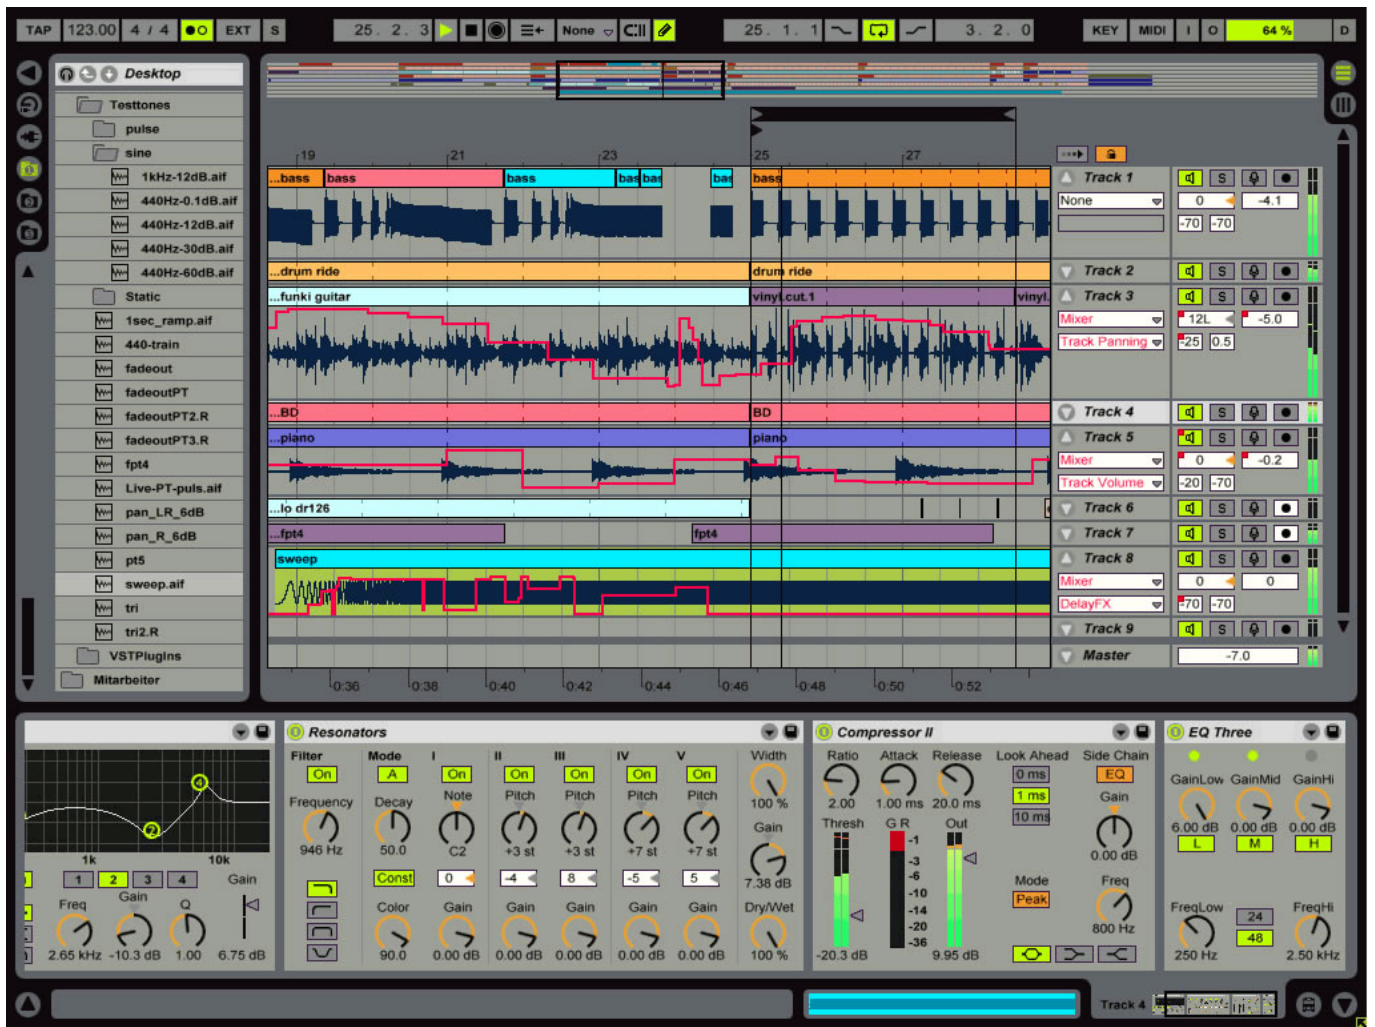 TAP 123.00 4 / 4 EXT S 25. 2. 3 None 25. 1. 1 3. 2. 0 KEY MIDI I O 64 % D
Desktop
Testtones
pulse
sine
1kHz-12dB.aif
440Hz-0.1dB.aif
440Hz-12dB.aif
440Hz-30dB.aif
440Hz-60dB.aif
Static
1sec_ramp.aif
440-train
fadeout
fadeoutPT
fadeoutPT2.R
fadeoutPT3.R
fpt4
Live-PT-puls.aif
pan_LR_6dB
pan_R_6dB
pt5
sweep.aif
tri
tri2.R
VSTPlugIns
Mitarbeiter
19 21 23 25 27
...bass bass bass bas bas bas bass
Track 1 S
None 0 -4.1
-70 -70
...drum ride drum ride
Track 2 S
...funki guitar vinyl.cut.1 vinyl.
Track 3 S
Mixer 12L -5.0
Track Panning -25 0.5
...BD BD
Track 4 S
...piano piano
Track 5 S
Mixer 0 -0.2
Track Volume -20 -70
...lo dr126
Track 6 S
...fpt4 fpt4
Track 7 S
sweep
Track 8 S
Mixer 0 0
DelayFX -70 -70
Track 9 S
Master -7.0
0:36 0:38 0:40 0:42 0:44 0:46 0:48 0:50 0:52
1k 10k
1 2 3 4 Gain
Freq Gain Q
2.65 kHz -10.3 dB 1.00 6.75 dB
Resonators
Filter Mode I II III IV V Width
On A On On On On On
Frequency Decay Note Pitch Pitch Pitch Pitch 100 %
Gain
946 Hz 50.0 C2 +3 st +3 st +7 st +7 st
Const 0 -4 8 -5 5 7.38 dB
Color Gain Gain Gain Gain Gain Dry/Wet
90.0 0.00 dB 0.00 dB 0.00 dB 0.00 dB 0.00 dB 100 %
Compressor II
Ratio Attack Release Look Ahead Side Chain
0 ms EQ
2.00 1.00 ms 20.0 ms 1 ms Gain
Thresh G R Out 10 ms
-1
-3
-6
-10
-14
-20
-36
0.00 dB
Mode Freq
Peak
800 Hz
-20.3 dB 9.95 dB
EQ Three
GainLow GainMid GainHi
6.00 dB 0.00 dB 0.00 dB
L M H
FreqLow 24 FreqHi
48
250 Hz 2.50 kHz
Track 4